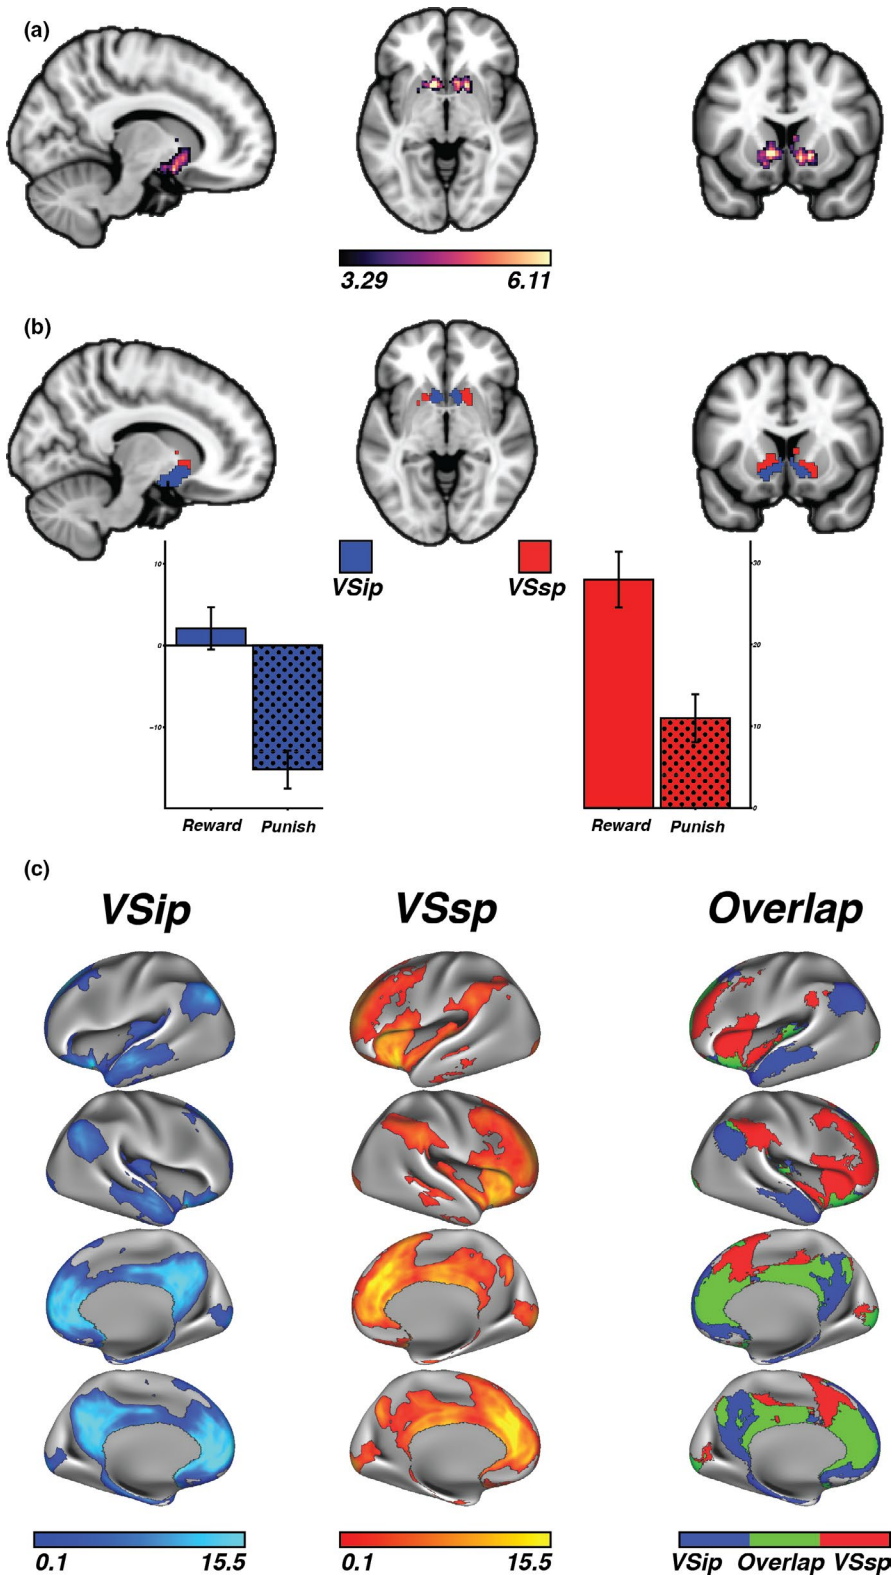 (a)
3.29 6.11
(b)
VSip VSsp
10
0
−10
Reward Punish
30
20
10
0
Reward Punish
(c)
VSip VSsp Overlap
0.1 15.5
0.1 15.5
VSip Overlap VSsp